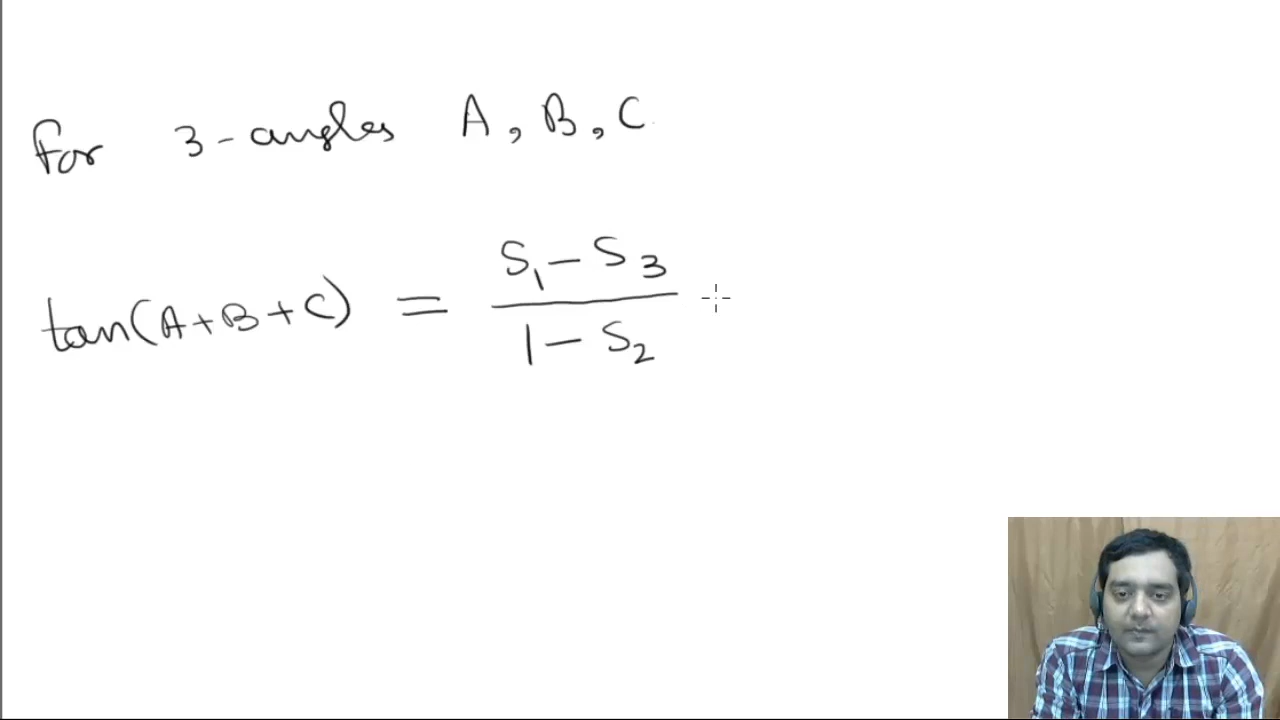 For 3-angles A, B, C
tan(A+B+C) = S₁-S₃ / 1-S₂